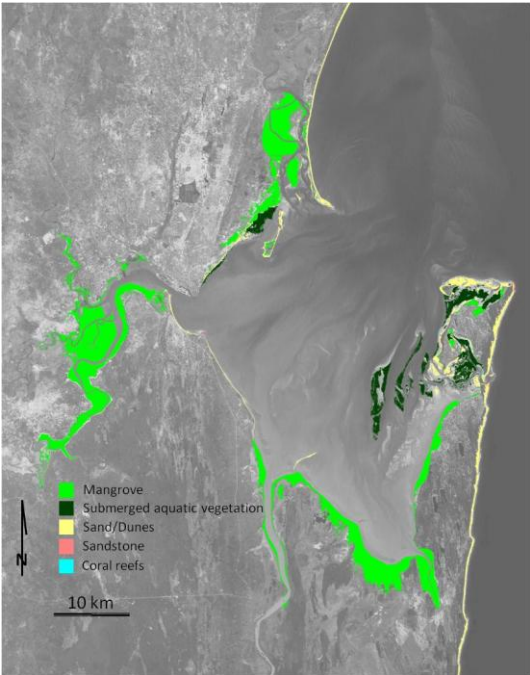 Mangrove
Submerged aquatic vegetation
Sand/Dunes
Sandstone
Coral reefs
N
10 km